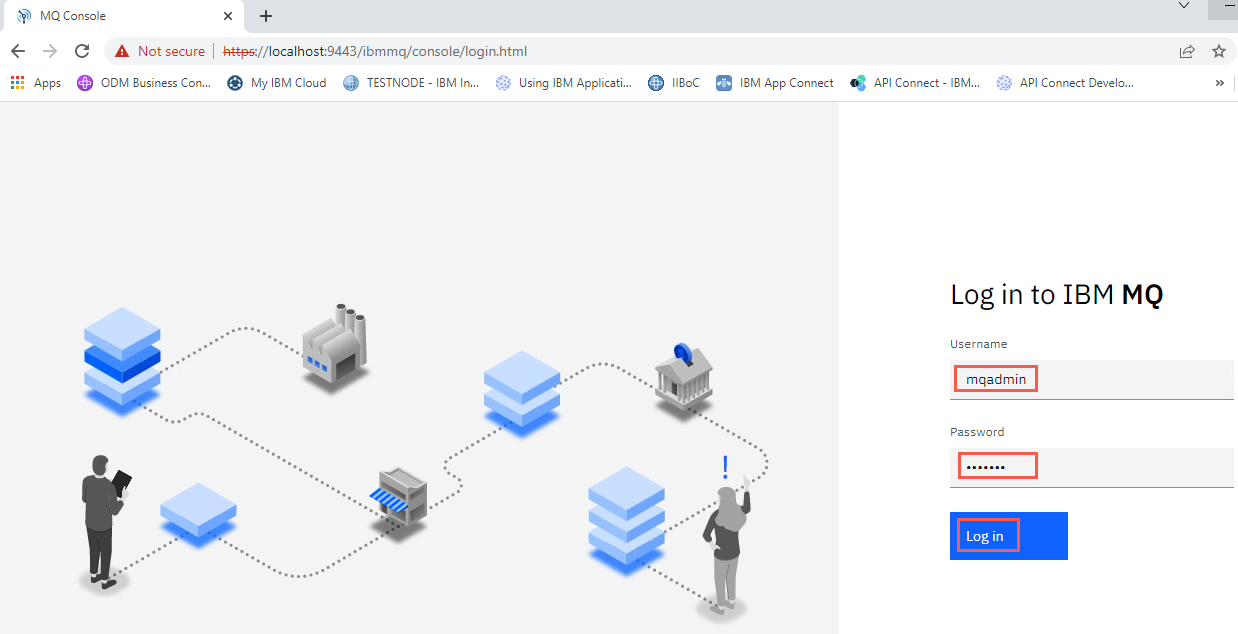 MQ Console
Not secure https://localhost:9443/ibmmq/console/login.html
Apps ODM Business Con... My IBM Cloud TESTNODE - IBM In... Using IBM Applicati... IIBoC IBM App Connect API Connect - IBM... API Connect Develo... »
Log in to IBM MQ
Username
mqadmin
Password
•••••••
!
Log in